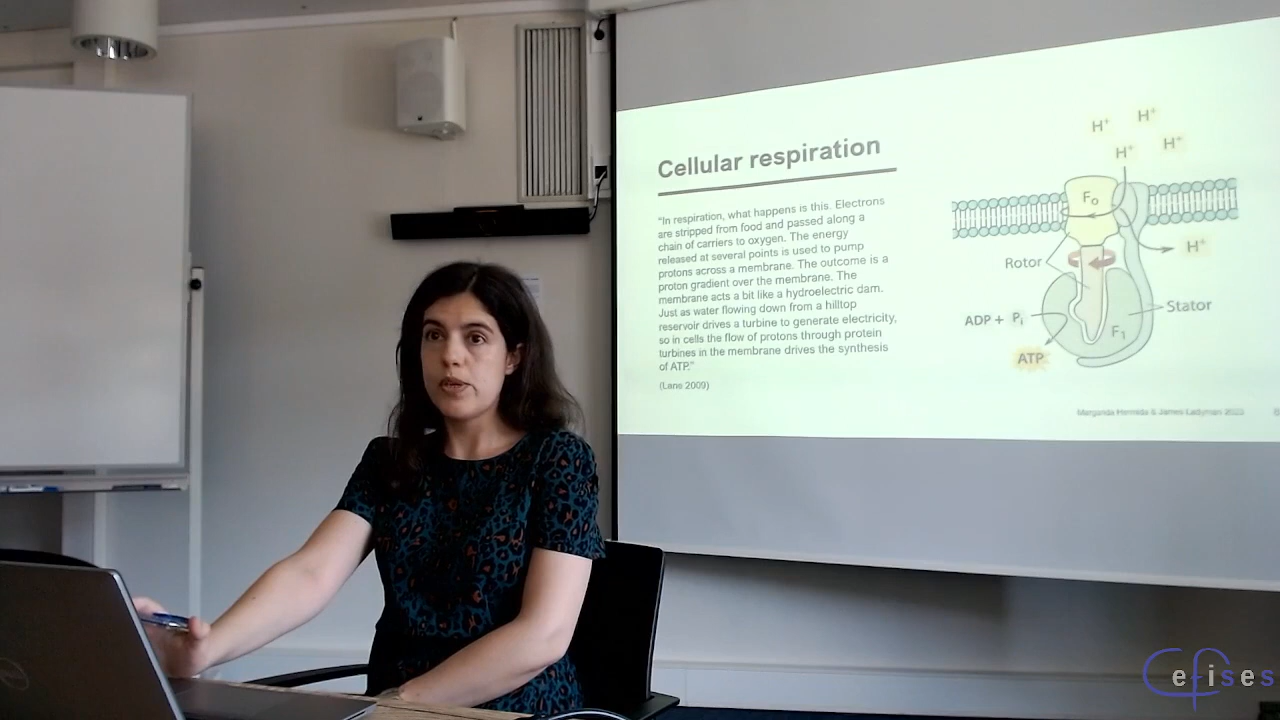 Cellular respiration
"In respiration, what happens is this. Electrons
are stripped from food and passed along a
chain of carriers to oxygen. The energy
released at several points is used to pump
protons across a membrane. The outcome is a
proton gradient over the membrane. The
membrane acts a bit like a hydroelectric dam.
Just as water flowing down from a hilltop
reservoir drives a turbine to generate electricity,
so in cells the flow of protons through protein
turbines in the membrane drives the synthesis
of ATP."
(Lane 2009)
H⁺
H⁺
H⁺
H⁺
F₀
H⁺
Rotor
Stator
ADP + Pᵢ
F₁
ATP
Margarida Hermida & James Ladyman 2023
Cefises